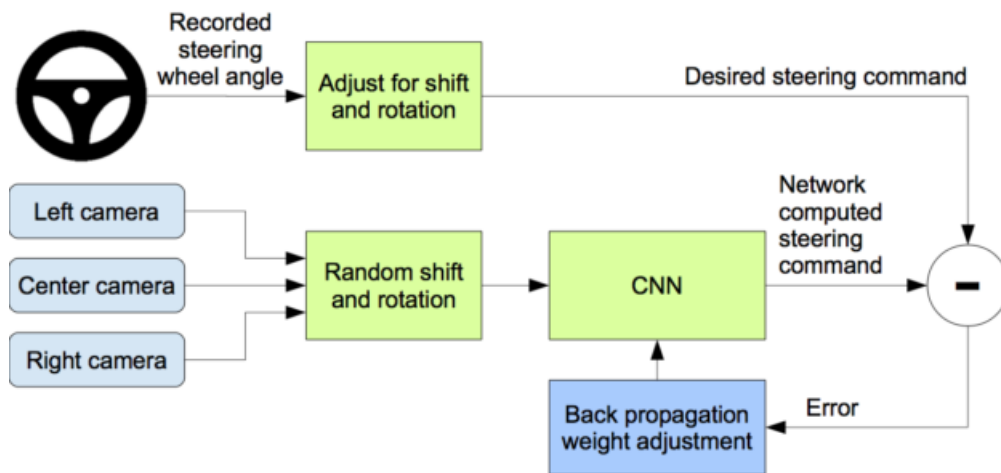 Recorded
steering
wheel angle
Adjust for shift
and rotation
Desired steering command
Left camera
Center camera
Right camera
Random shift
and rotation
CNN
Network
computed
steering
command
-
Back propagation
weight adjustment
Error